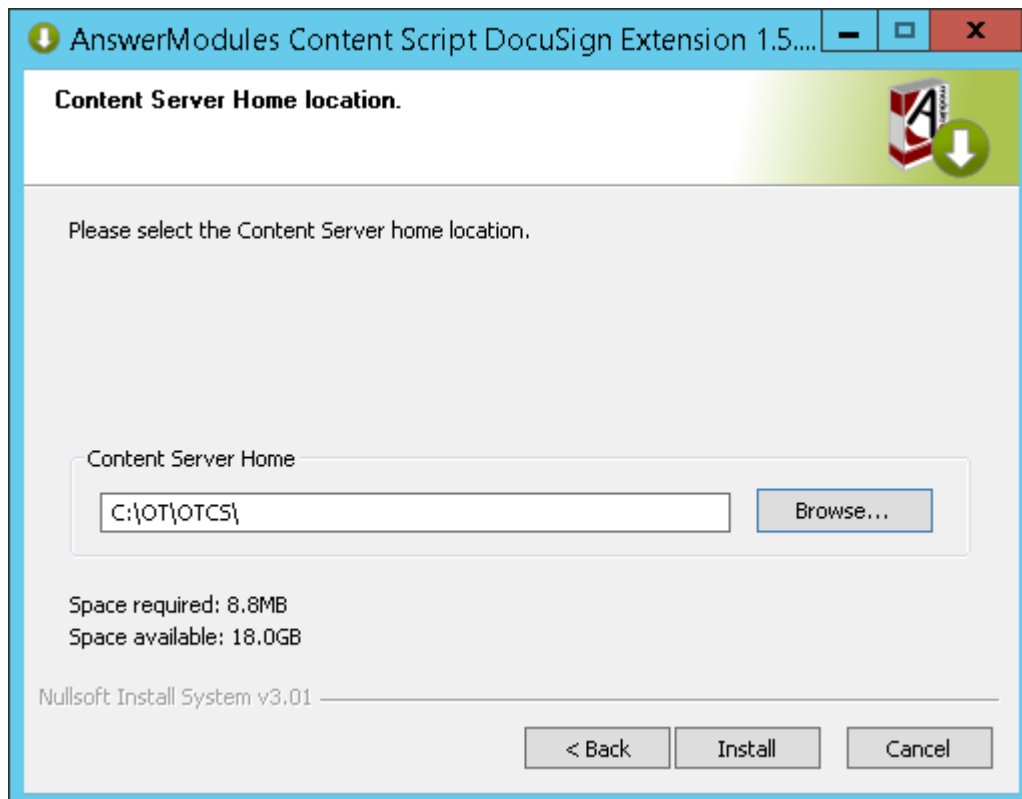 AnswerModules Content Script DocuSign Extension 1.5....
Content Server Home location.
Please select the Content Server home location.
Content Server Home
C:\OT\OTCS\
Browse...
Space required: 8.8MB
Space available: 18.0GB
Nullsoft Install System v3.01
< Back
Install
Cancel